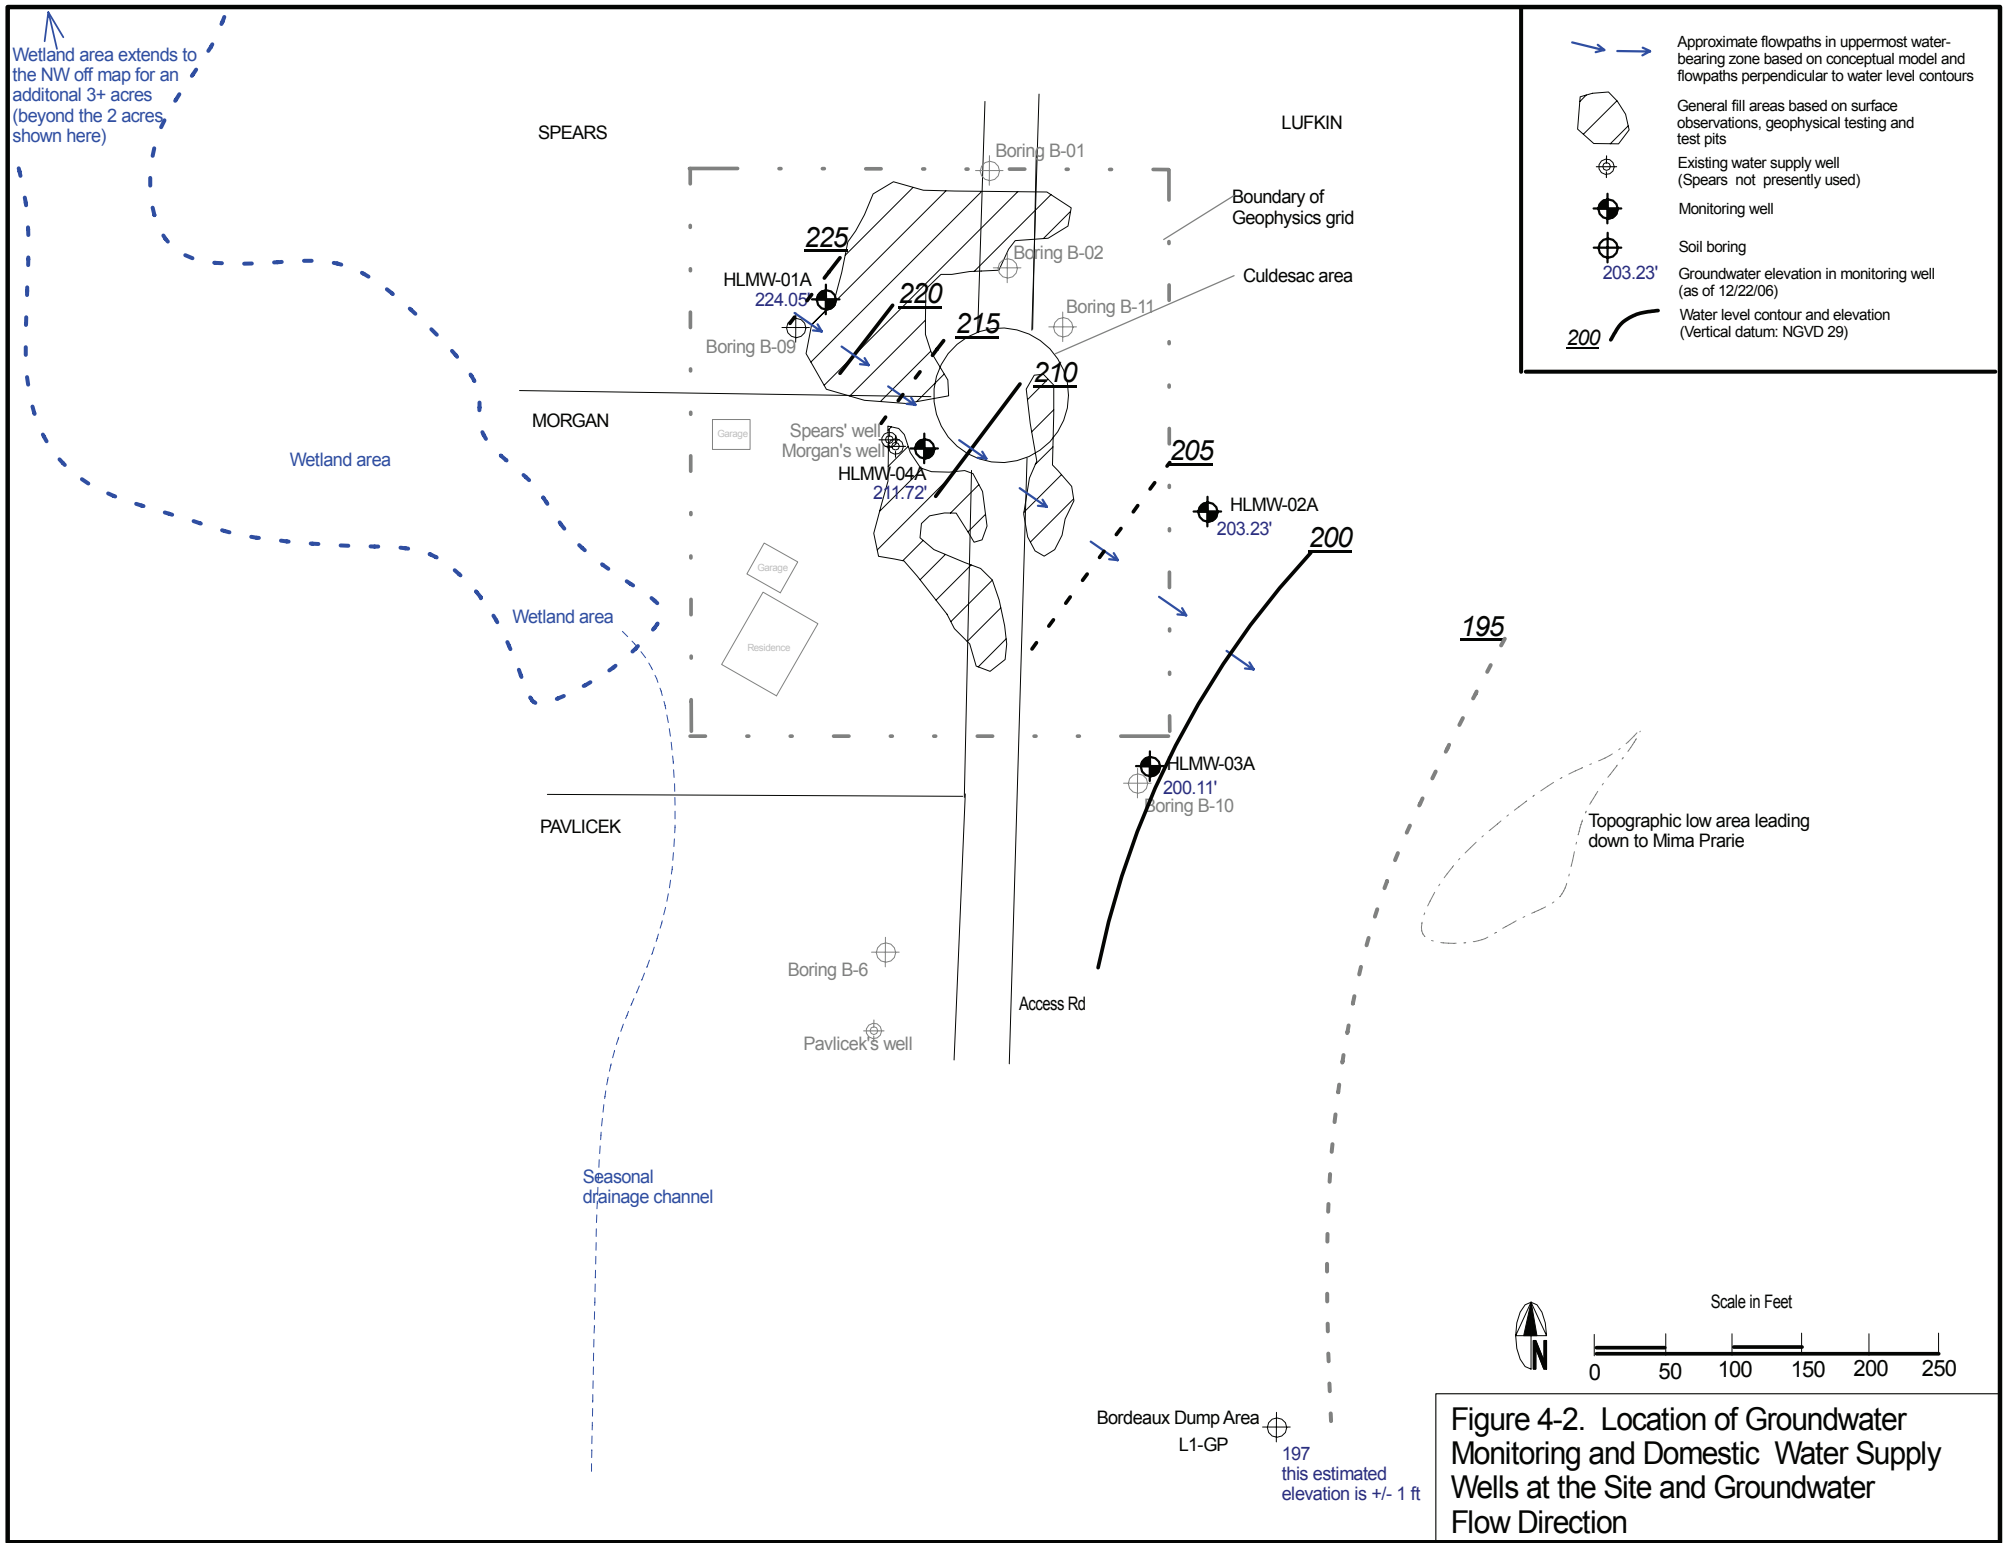 Wetland area extends to
the NW off map for an
additonal 3+ acres
(beyond the 2 acres
shown here)
SPEARS
LUFKIN
Boring B-01
Boundary of
Geophysics grid
225
Boring B-02
HLMW-01A
224.05'
220
Culdesac area
Boring B-11
215
Boring B-09
210
MORGAN
Garage
Spears' well
Morgan's well
HLMW-04A
211.72'
205
Wetland area
HLMW-02A
203.23'
200
Garage
Wetland area
Residence
195
HLMW-03A
200.11'
Boring B-10
PAVLICEK
Topographic low area leading
down to Mima Prarie
Boring B-6
Access Rd
Pavlicek's well
Seasonal
drainage channel
Bordeaux Dump Area
L1-GP
197
this estimated
elevation is +/- 1 ft
Approximate flowpaths in uppermost water-
bearing zone based on conceptual model and
flowpaths perpendicular to water level contours
General fill areas based on surface
observations, geophysical testing and
test pits
Existing water supply well
(Spears not presently used)
Monitoring well
Soil boring
203.23'
Groundwater elevation in monitoring well
(as of 12/22/06)
Water level contour and elevation
(Vertical datum: NGVD 29)
200
N
Scale in Feet
0 50 100 150 200 250
Figure 4-2. Location of Groundwater
Monitoring and Domestic Water Supply
Wells at the Site and Groundwater
Flow Direction